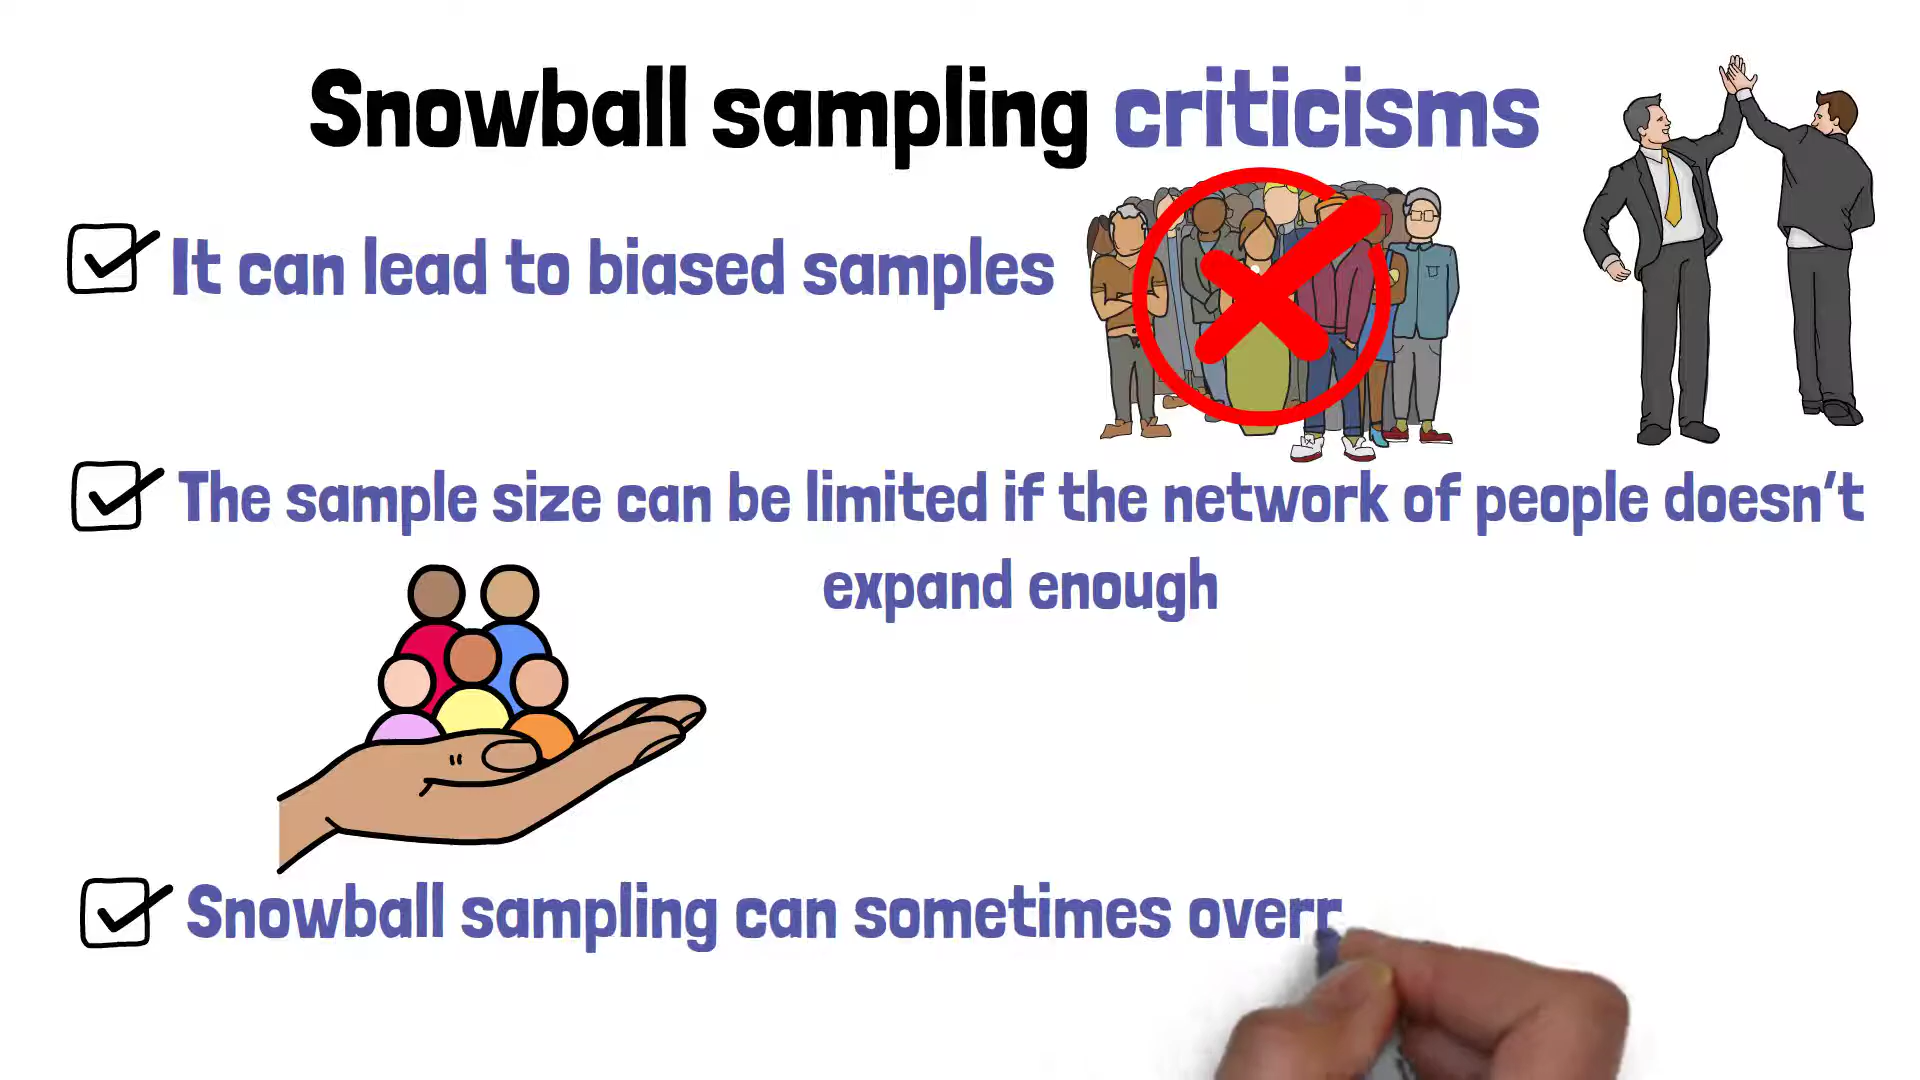 Snowball sampling criticisms
It can lead to biased samples
The sample size can be limited if the network of people doesn't
expand enough
Snowball sampling can sometimes overr